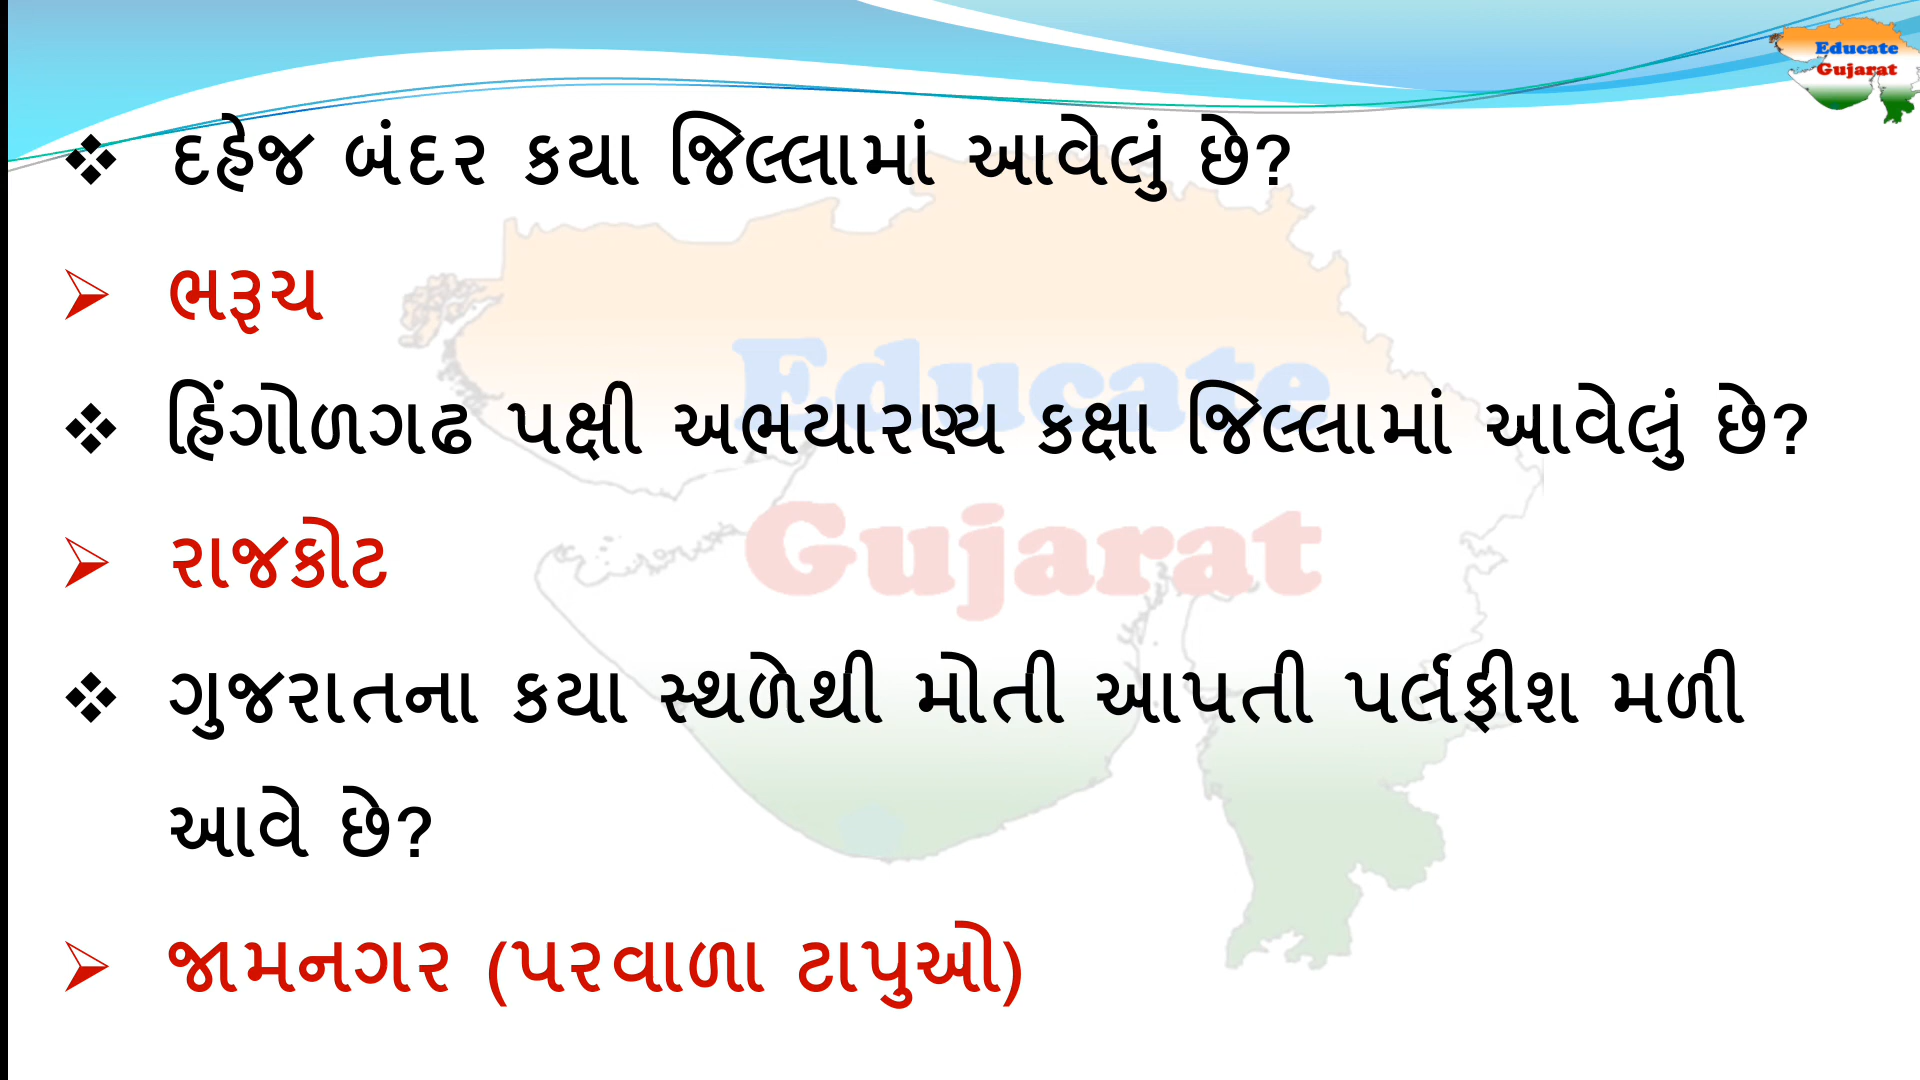 Educate
Gujarat
❖ દહેજ બંદર કયા જિલ્લામાં આવેલું છે?
➢ ભરૂચ
❖ હિંગોળગઢ પક્ષી અભયારણ્ય કક્ષા જિલ્લામાં આવેલું છે?
➢ રાજકોટ
❖ ગુજરાતના કયા સ્થળેથી મોતી આપતી પર્લફીશ મળી
આવે છે?
➢ જામનગર (પરવાળા ટાપુઓ)
Educate
Gujarat